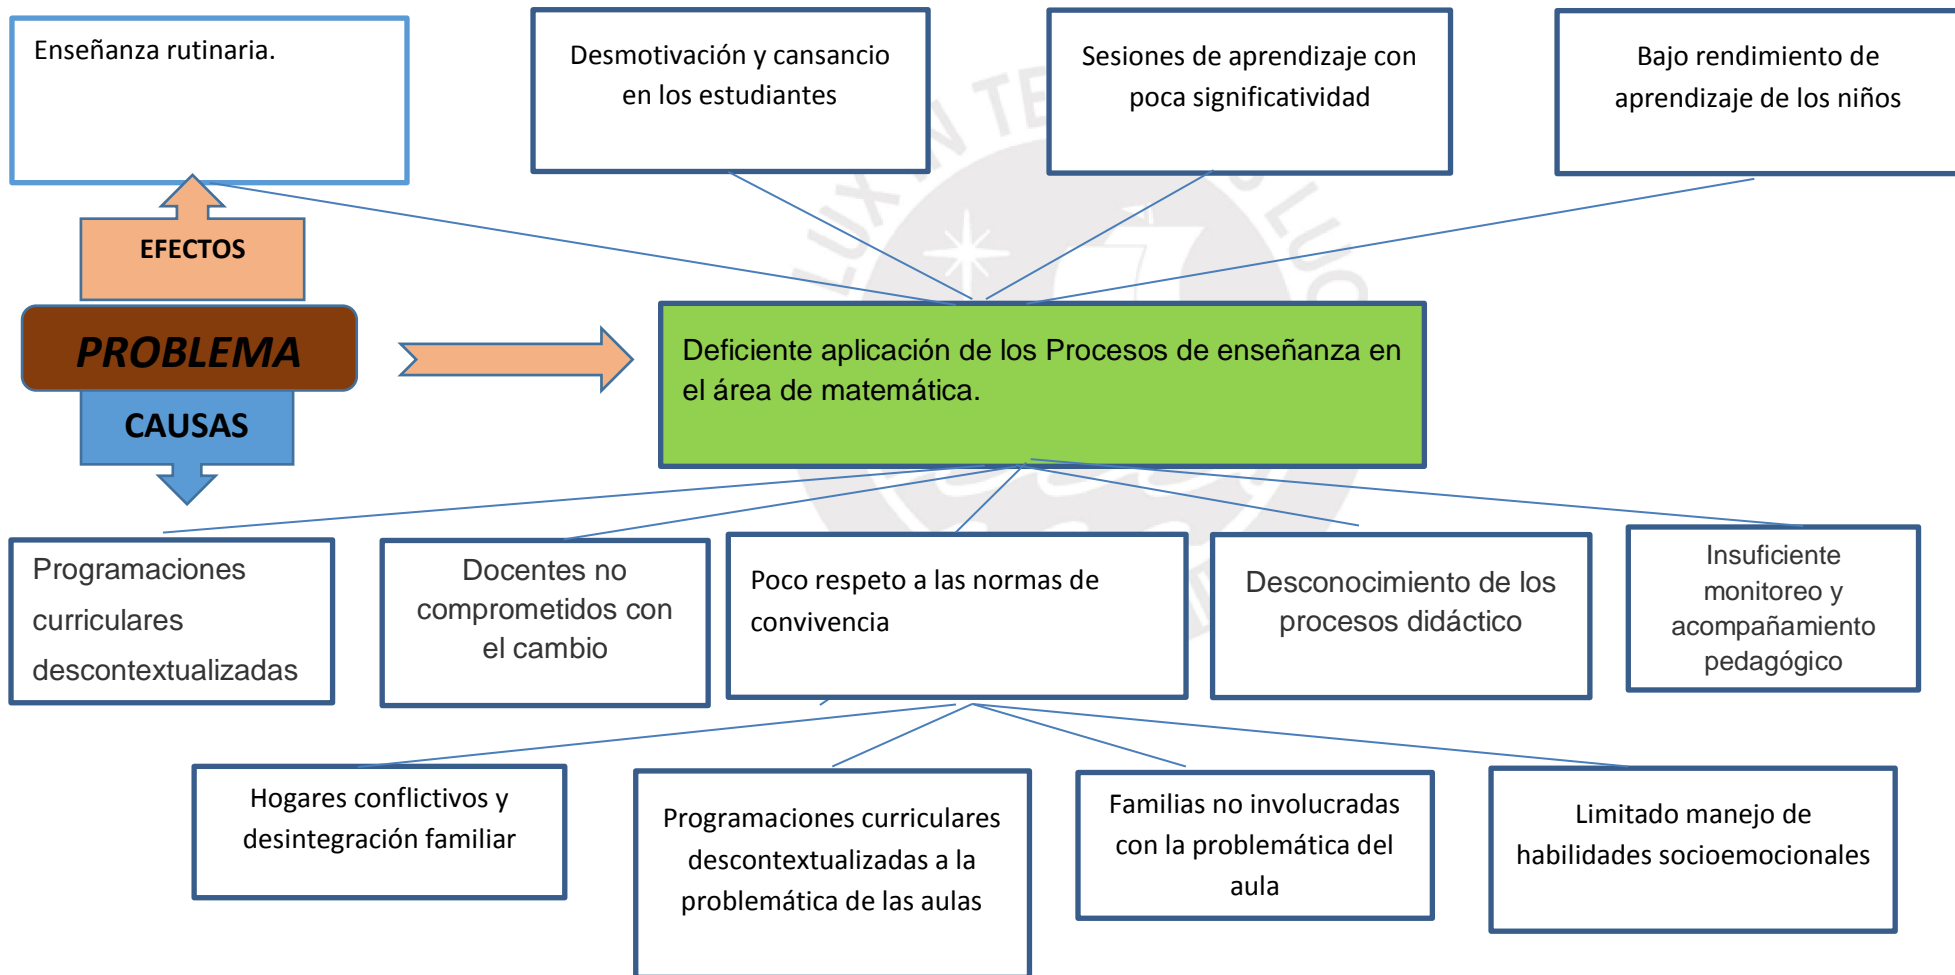 Enseñanza rutinaria.
Desmotivación y cansancio
en los estudiantes
Sesiones de aprendizaje con
poca significatividad
Bajo rendimiento de
aprendizaje de los niños
EFECTOS
PROBLEMA
CAUSAS
Deficiente aplicación de los Procesos de enseñanza en
el área de matemática.
Programaciones
curriculares
descontextualizadas
Docentes no
comprometidos con
el cambio
Poco respeto a las normas de
convivencia
Desconocimiento de los
procesos didáctico
Insuficiente
monitoreo y
acompañamiento
pedagógico
Hogares conflictivos y
desintegración familiar
Programaciones curriculares
descontextualizadas a la
problemática de las aulas
Familias no involucradas
con la problemática del
aula
Limitado manejo de
habilidades socioemocionales
LUX IN TE
LUC